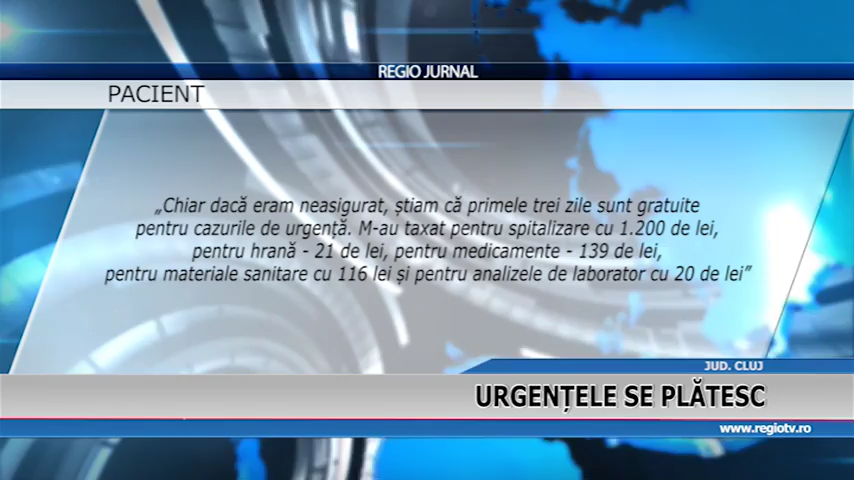 REGIO JURNAL
PACIENT
„Chiar dacă eram neasigurat, știam că primele trei zile sunt gratuite
pentru cazurile de urgență. M-au taxat pentru spitalizare cu 1.200 de lei,
pentru hrană - 21 de lei, pentru medicamente - 139 de lei,
pentru materiale sanitare cu 116 lei și pentru analizele de laborator cu 20 de lei”
JUD. CLUJ
URGENȚELE SE PLĂTESC
www.regiotv.ro